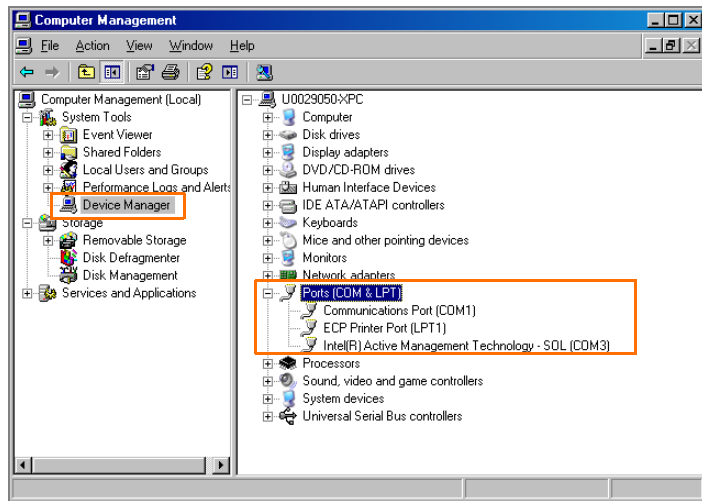 Computer Management
File Action View Window Help
Computer Management (Local)
System Tools
Event Viewer
Shared Folders
Local Users and Groups
Performance Logs and Alerts
Device Manager
Storage
Removable Storage
Disk Defragmenter
Disk Management
Services and Applications
U0029050-XPC
Computer
Disk drives
Display adapters
DVD/CD-ROM drives
Human Interface Devices
IDE ATA/ATAPI controllers
Keyboards
Mice and other pointing devices
Monitors
Network adapters
Ports (COM & LPT)
Communications Port (COM1)
ECP Printer Port (LPT1)
Intel(R) Active Management Technology - SOL (COM3)
Processors
Sound, video and game controllers
System devices
Universal Serial Bus controllers